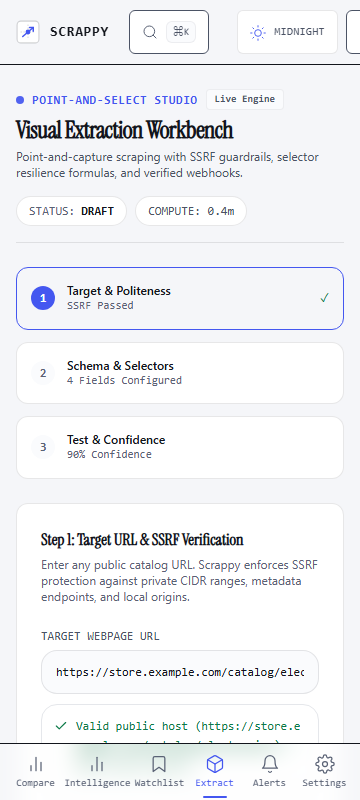 SCRAPPY
⌘K
MIDNIGHT
POINT-AND-SELECT STUDIO
Live Engine
Visual Extraction Workbench
Point-and-capture scraping with SSRF guardrails, selector
resilience formulas, and verified webhooks.
STATUS: DRAFT
COMPUTE: 0.4m
1
Target & Politeness
SSRF Passed
✓
2
Schema & Selectors
4 Fields Configured
3
Test & Confidence
90% Confidence
Step 1: Target URL & SSRF Verification
Enter any public catalog URL. Scrappy enforces SSRF
protection against private CIDR ranges, metadata
endpoints, and local origins.
TARGET WEBPAGE URL
https://store.example.com/catalog/elec
Valid public host (https://store.e
Compare
Intelligence
Watchlist
Extract
Alerts
Settings